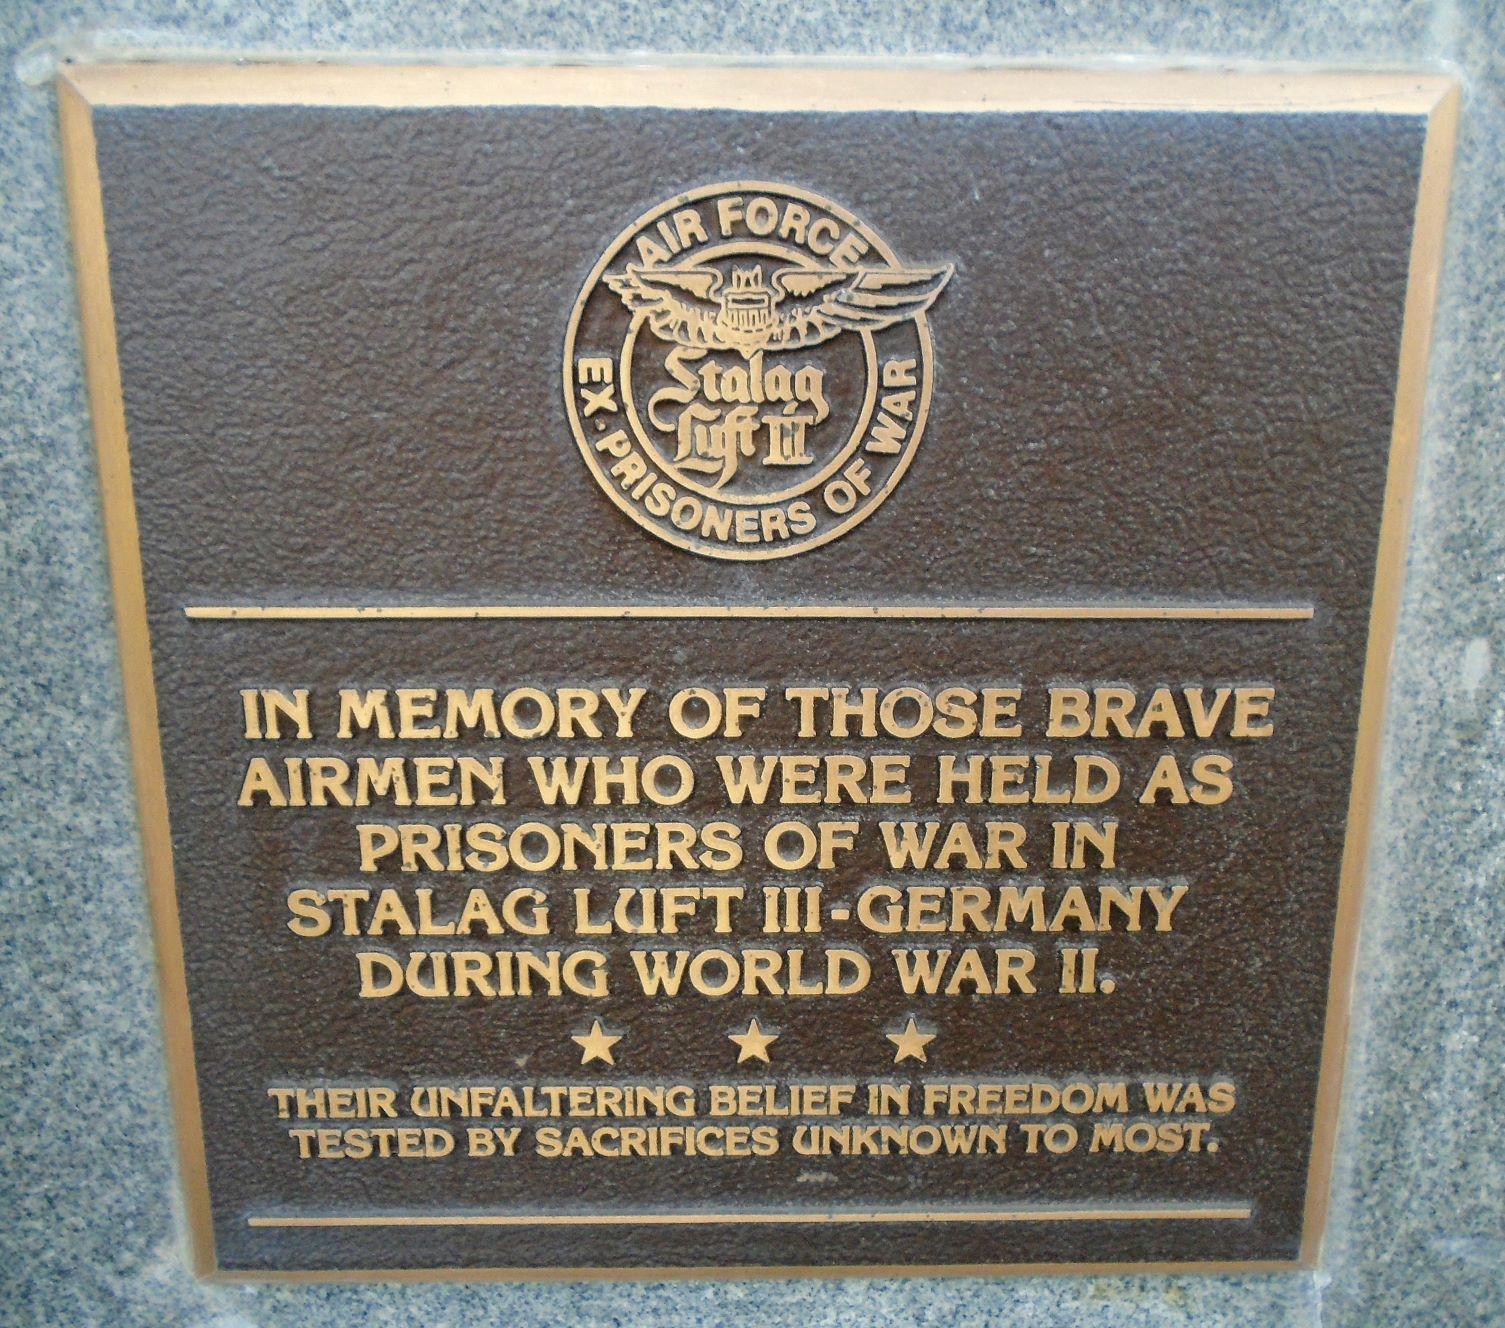 AIR FORCE
Stalag
Luft III
EX-PRISONERS OF WAR
IN MEMORY OF THOSE BRAVE
AIRMEN WHO WERE HELD AS
PRISONERS OF WAR IN
STALAG LUFT III-GERMANY
DURING WORLD WAR II.
THEIR UNFALTERING BELIEF IN FREEDOM WAS
TESTED BY SACRIFICES UNKNOWN TO MOST.